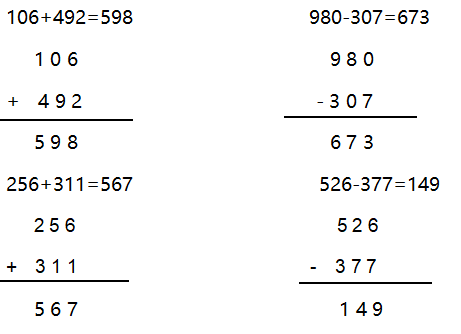 106+492=598
1 0 6
+ 4 9 2
5 9 8
980-307=673
9 8 0
- 3 0 7
6 7 3
256+311=567
2 5 6
+ 3 1 1
5 6 7
526-377=149
5 2 6
- 3 7 7
1 4 9